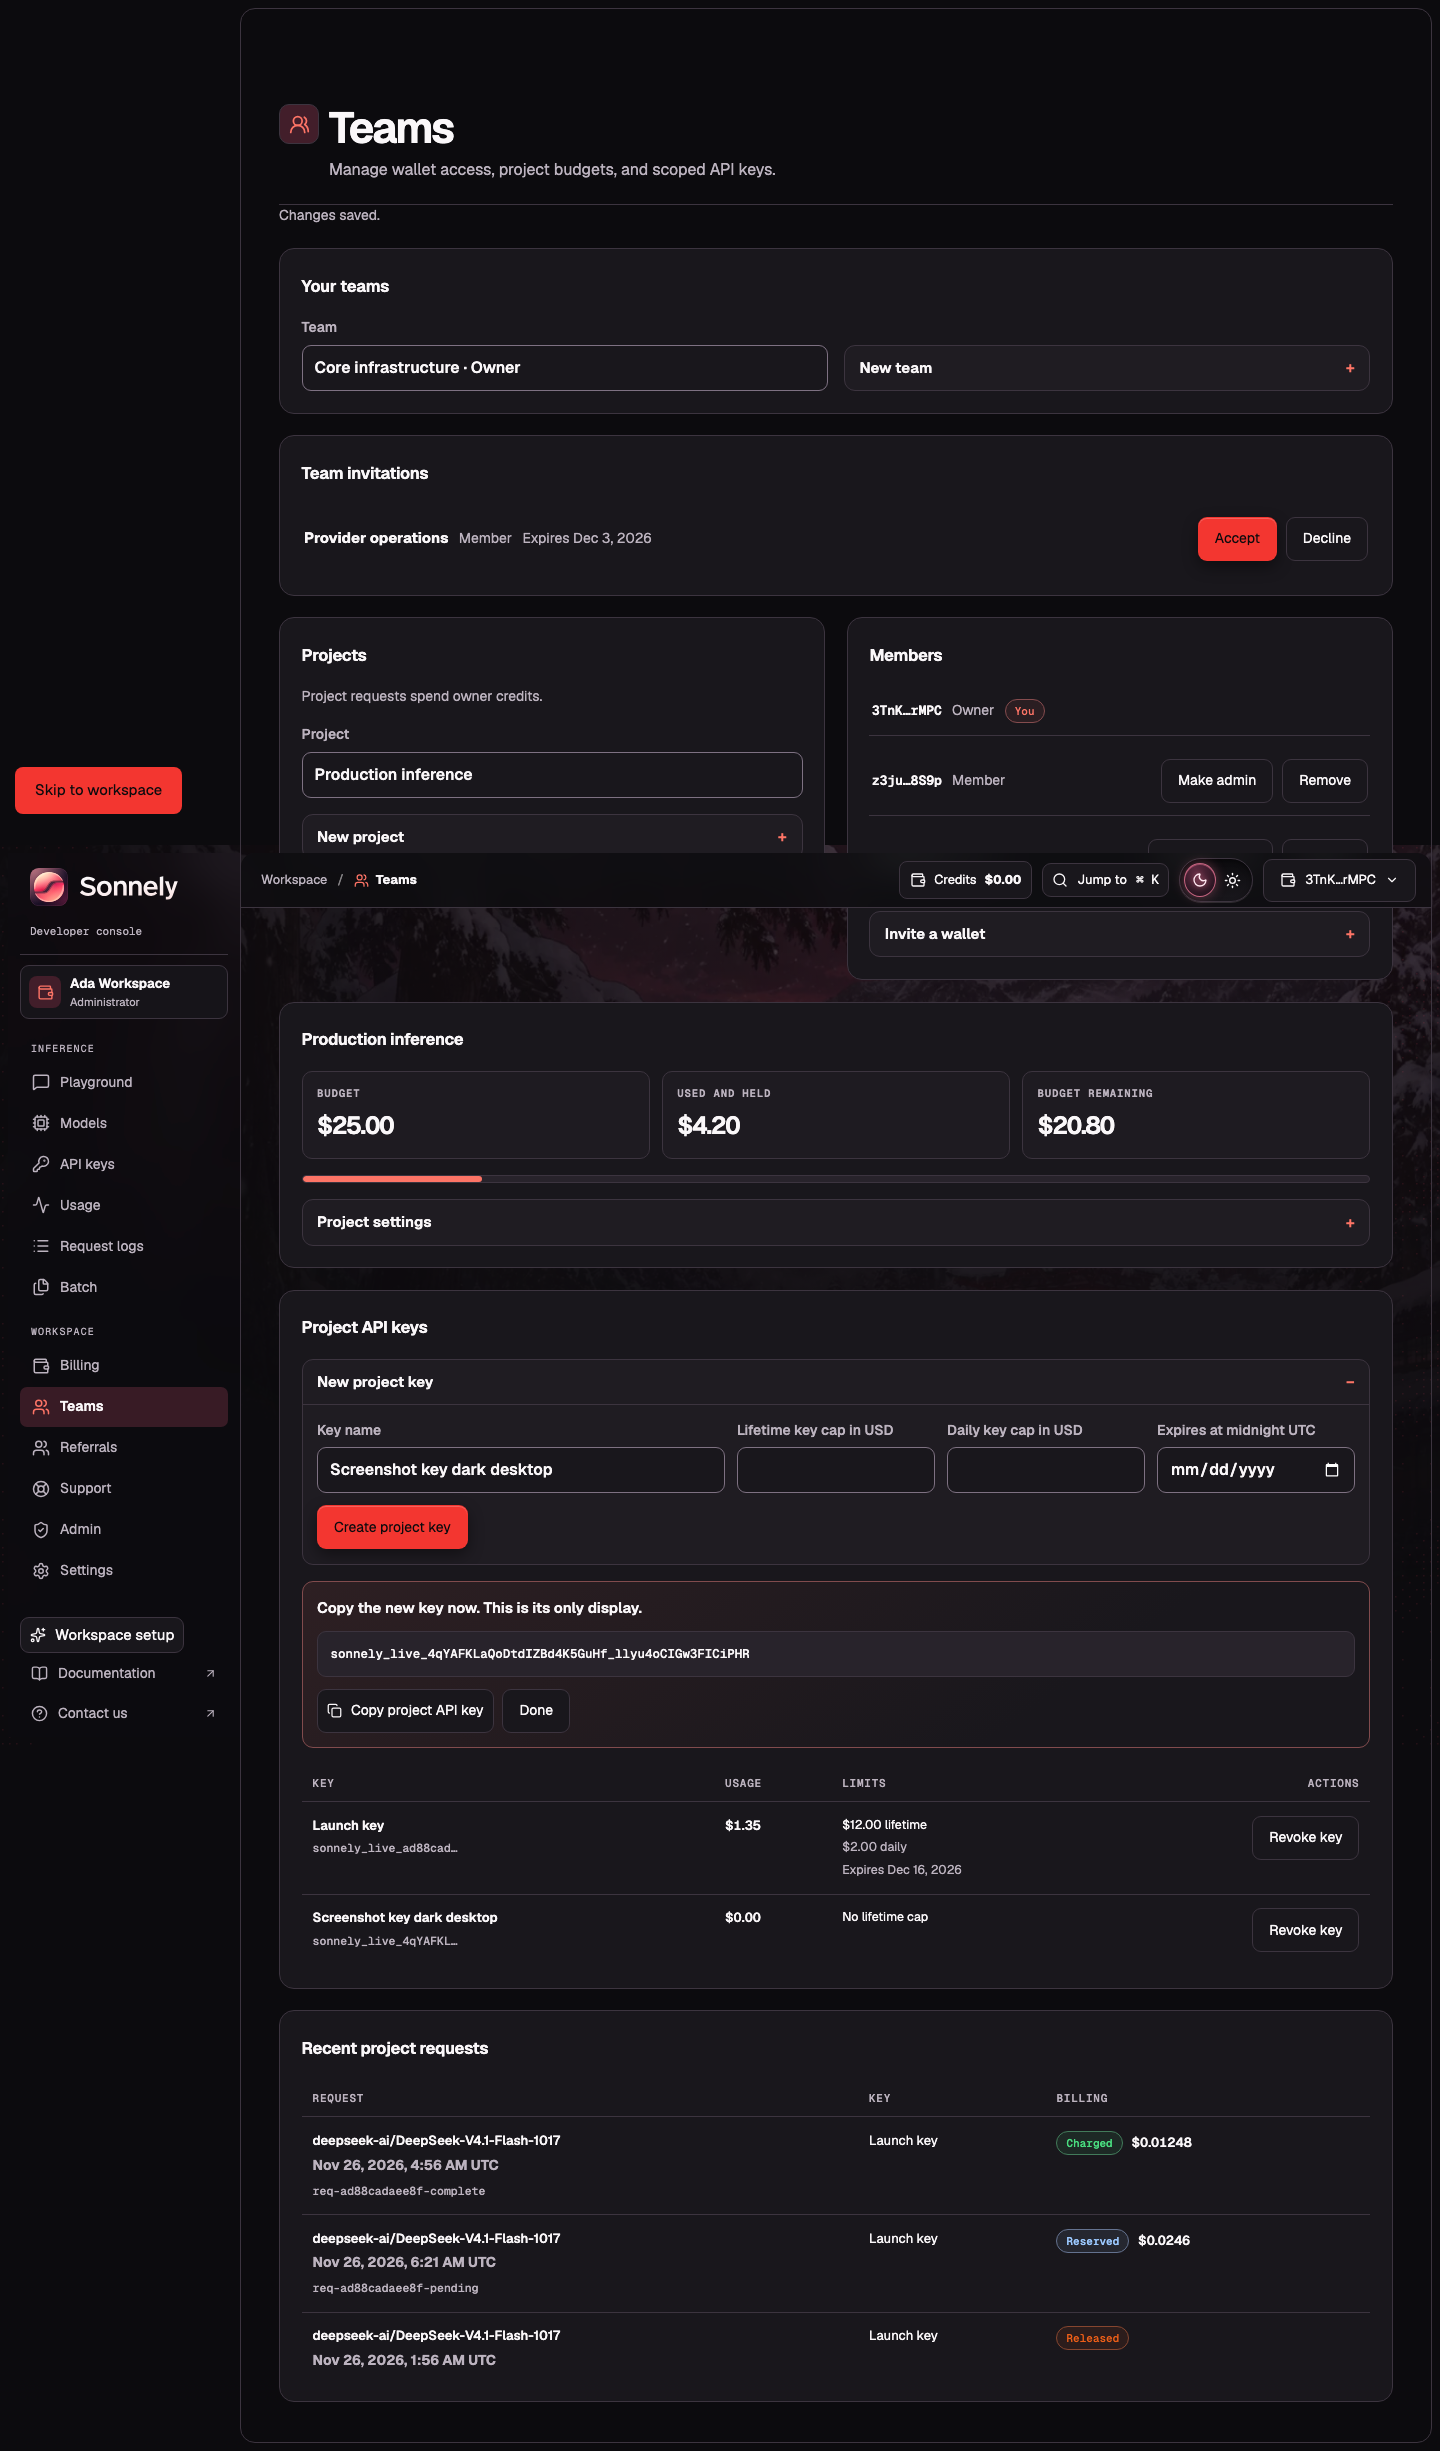 Teams
Manage wallet access, project budgets, and scoped API keys.
Changes saved.
Your teams
Team
Core infrastructure · Owner
New team +
Team invitations
Provider operations Member Expires Dec 3, 2026 Accept Decline
Projects
Project requests spend owner credits.
Project
Production inference
New project +
Members
3TnK…rMPC Owner You
z3ju…8S9p Member Make admin Remove
Skip to workspace
Sonnely
Developer console
Ada Workspace
Administrator
INFERENCE
Playground
Models
API keys
Usage
Request logs
Batch
WORKSPACE
Billing
Teams
Referrals
Support
Admin
Settings
Workspace setup
Documentation
Contact us
Workspace / Teams Credits $0.00 Jump to ⌘ K 3TnK…rMPC
Invite a wallet +
Production inference
BUDGET
$25.00
USED AND HELD
$4.20
BUDGET REMAINING
$20.80
Project settings +
Project API keys
New project key −
Key name Lifetime key cap in USD Daily key cap in USD Expires at midnight UTC
Screenshot key dark desktop mm/dd/yyyy
Create project key
Copy the new key now. This is its only display.
sonnely_live_4qYAFKLaQoDtdIZBd4K5GuHf_llyu4oCIGw3FICiPHR
Copy project API key Done
KEY USAGE LIMITS ACTIONS
Launch key $1.35 $12.00 lifetime Revoke key
sonnely_live_ad88cad… $2.00 daily
Expires Dec 16, 2026
Screenshot key dark desktop $0.00 No lifetime cap Revoke key
sonnely_live_4qYAFKL…
Recent project requests
REQUEST KEY BILLING
deepseek-ai/DeepSeek-V4.1-Flash-1017 Launch key Charged $0.01248
Nov 26, 2026, 4:56 AM UTC
req-ad88cadaee8f-complete
deepseek-ai/DeepSeek-V4.1-Flash-1017 Launch key Reserved $0.0246
Nov 26, 2026, 6:21 AM UTC
req-ad88cadaee8f-pending
deepseek-ai/DeepSeek-V4.1-Flash-1017 Launch key Released
Nov 26, 2026, 1:56 AM UTC